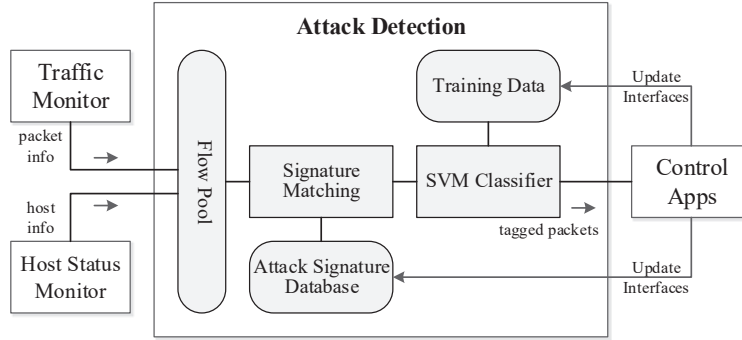 Attack Detection
Traffic
Monitor
packet
info
host
info
Host Status
Monitor
Flow Pool
Signature
Matching
Attack Signature
Database
Training Data
SVM Classifier
tagged packets
Update
Interfaces
Control
Apps
Update
Interfaces